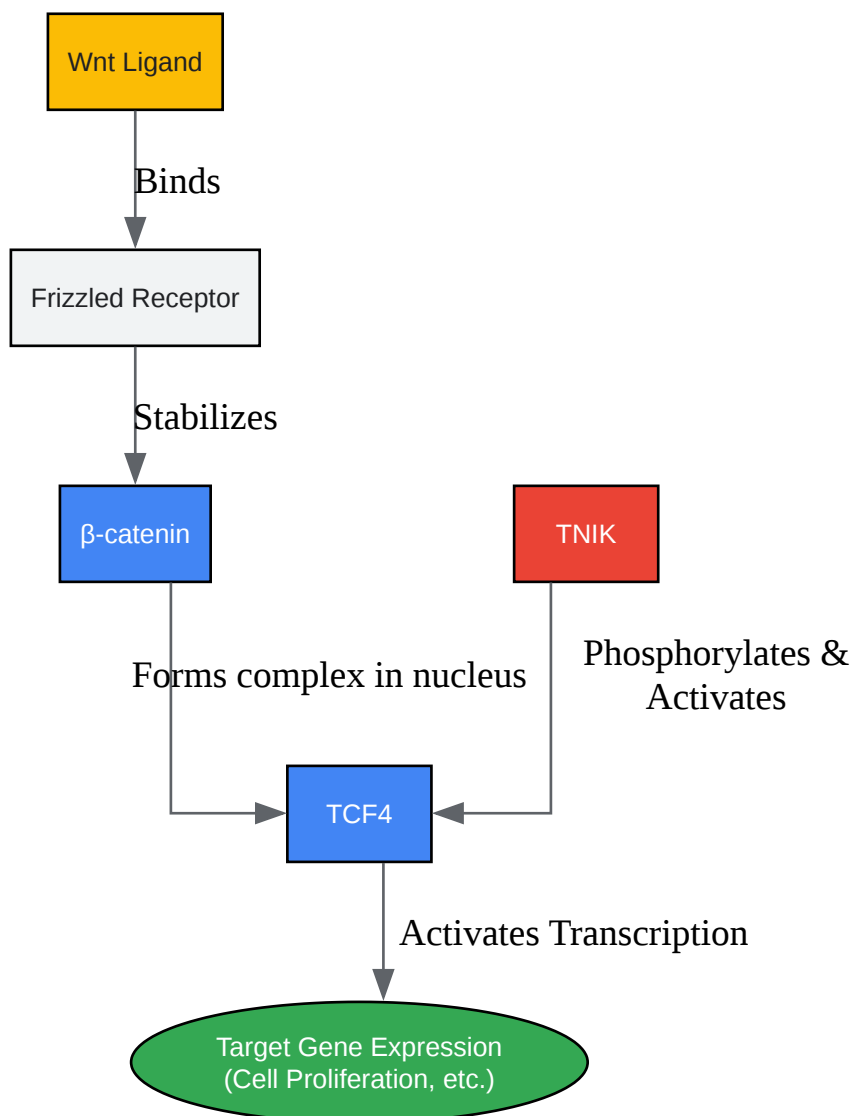 Wnt Ligand
Binds
Frizzled Receptor
Stabilizes
β-catenin
TNIK
Forms complex in nucleus
Phosphorylates &
Activates
TCF4
Activates Transcription
Target Gene Expression
(Cell Proliferation, etc.)